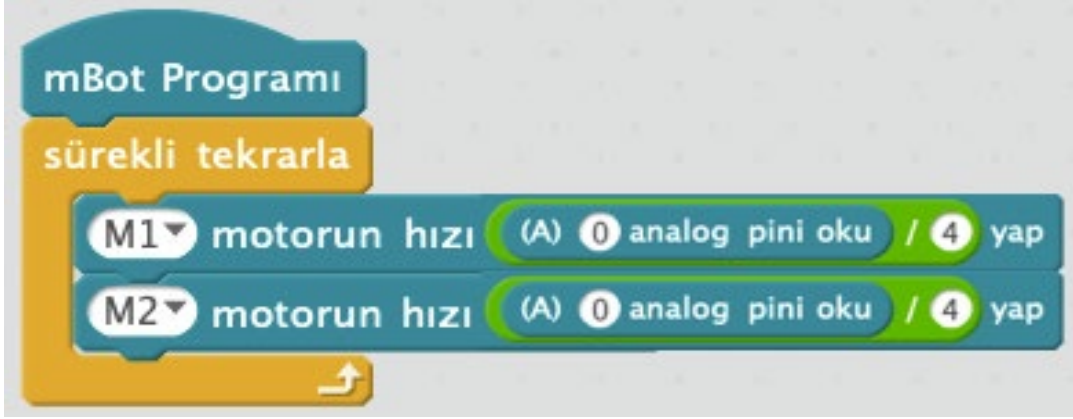 mBot Programı
sürekli tekrarla
M1 motorun hızı (A) 0 analog pini oku / 4 yap
M2 motorun hızı (A) 0 analog pini oku / 4 yap